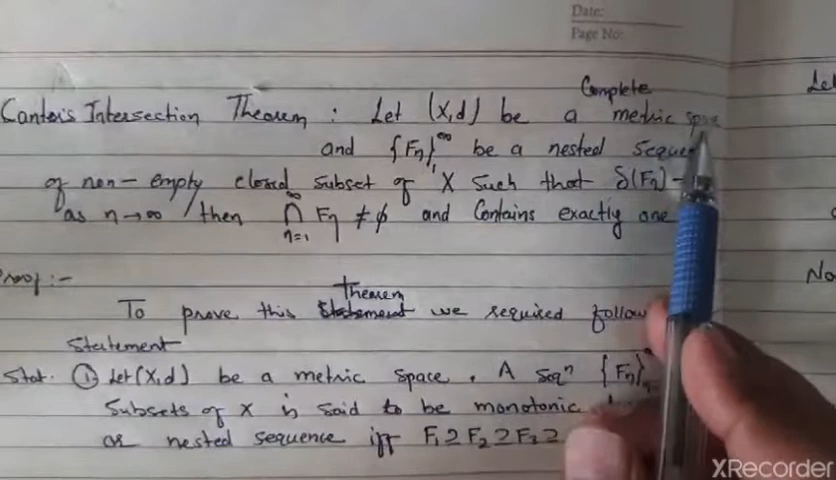 Date:
Page No:
Complete
Cantor's Intersection Theorem : Let (X,d) be a metric space
and {Fn}₁^∞ be a nested Seque
of non-empty closed subset of X such that δ(Fn) →
as n→∞ then ∩_{n=1}^∞ Fn ≠ ϕ and Contains exactly one
Proof:-
Theorem
To prove this Statement we required follow
Statement
Stat. ① Let (X,d) be a metric space. A seqⁿ {Fn}
Subsets of X is said to be monotonic
or nested sequence iff F₁⊇F₂⊇F₃⊇
Let
No
XRecorder